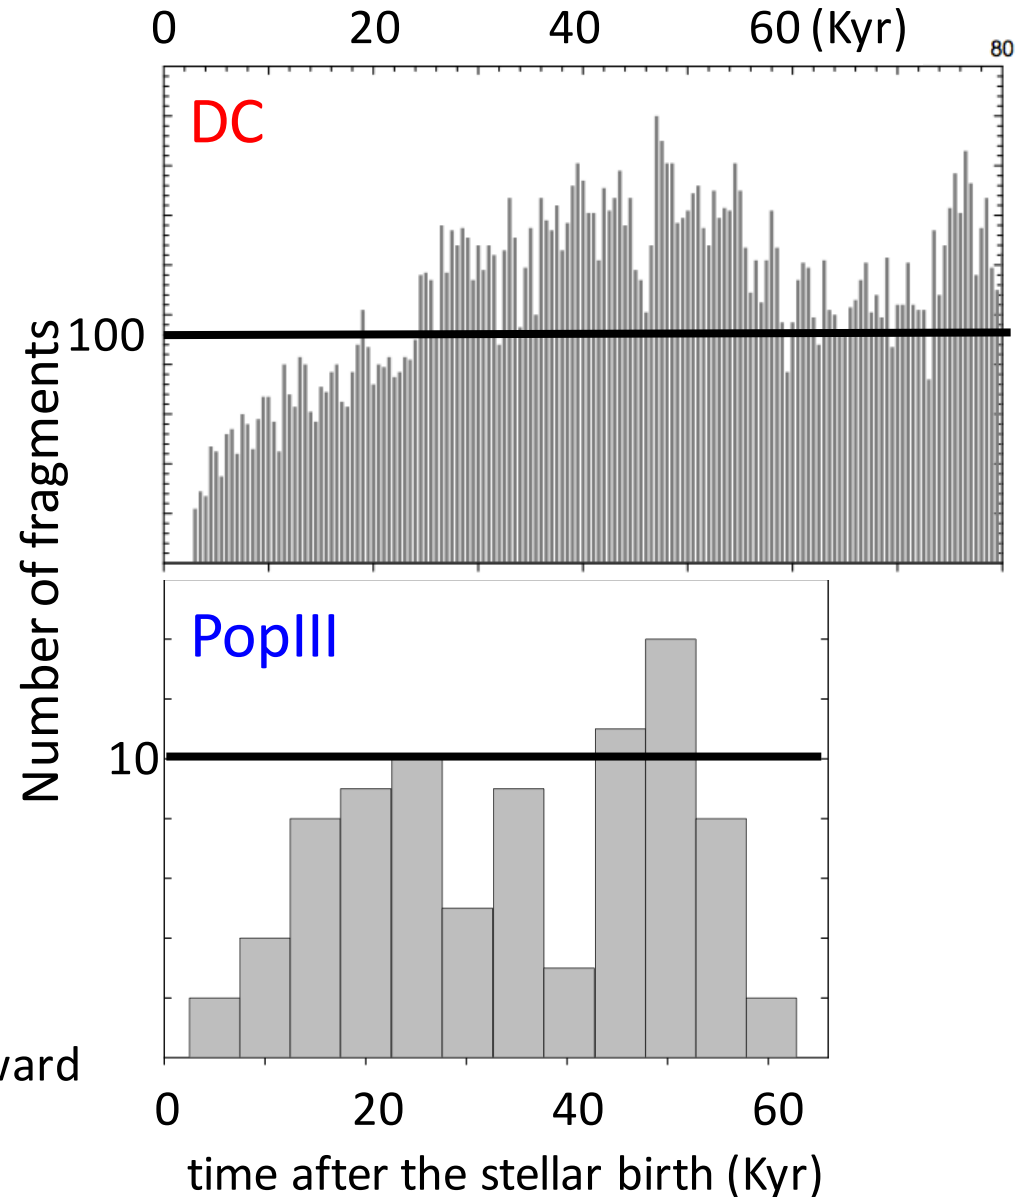 0 20 40 60 (Kyr)
80
DC
100
Number of fragments
PopIII
10
ward
0 20 40 60
time after the stellar birth (Kyr)